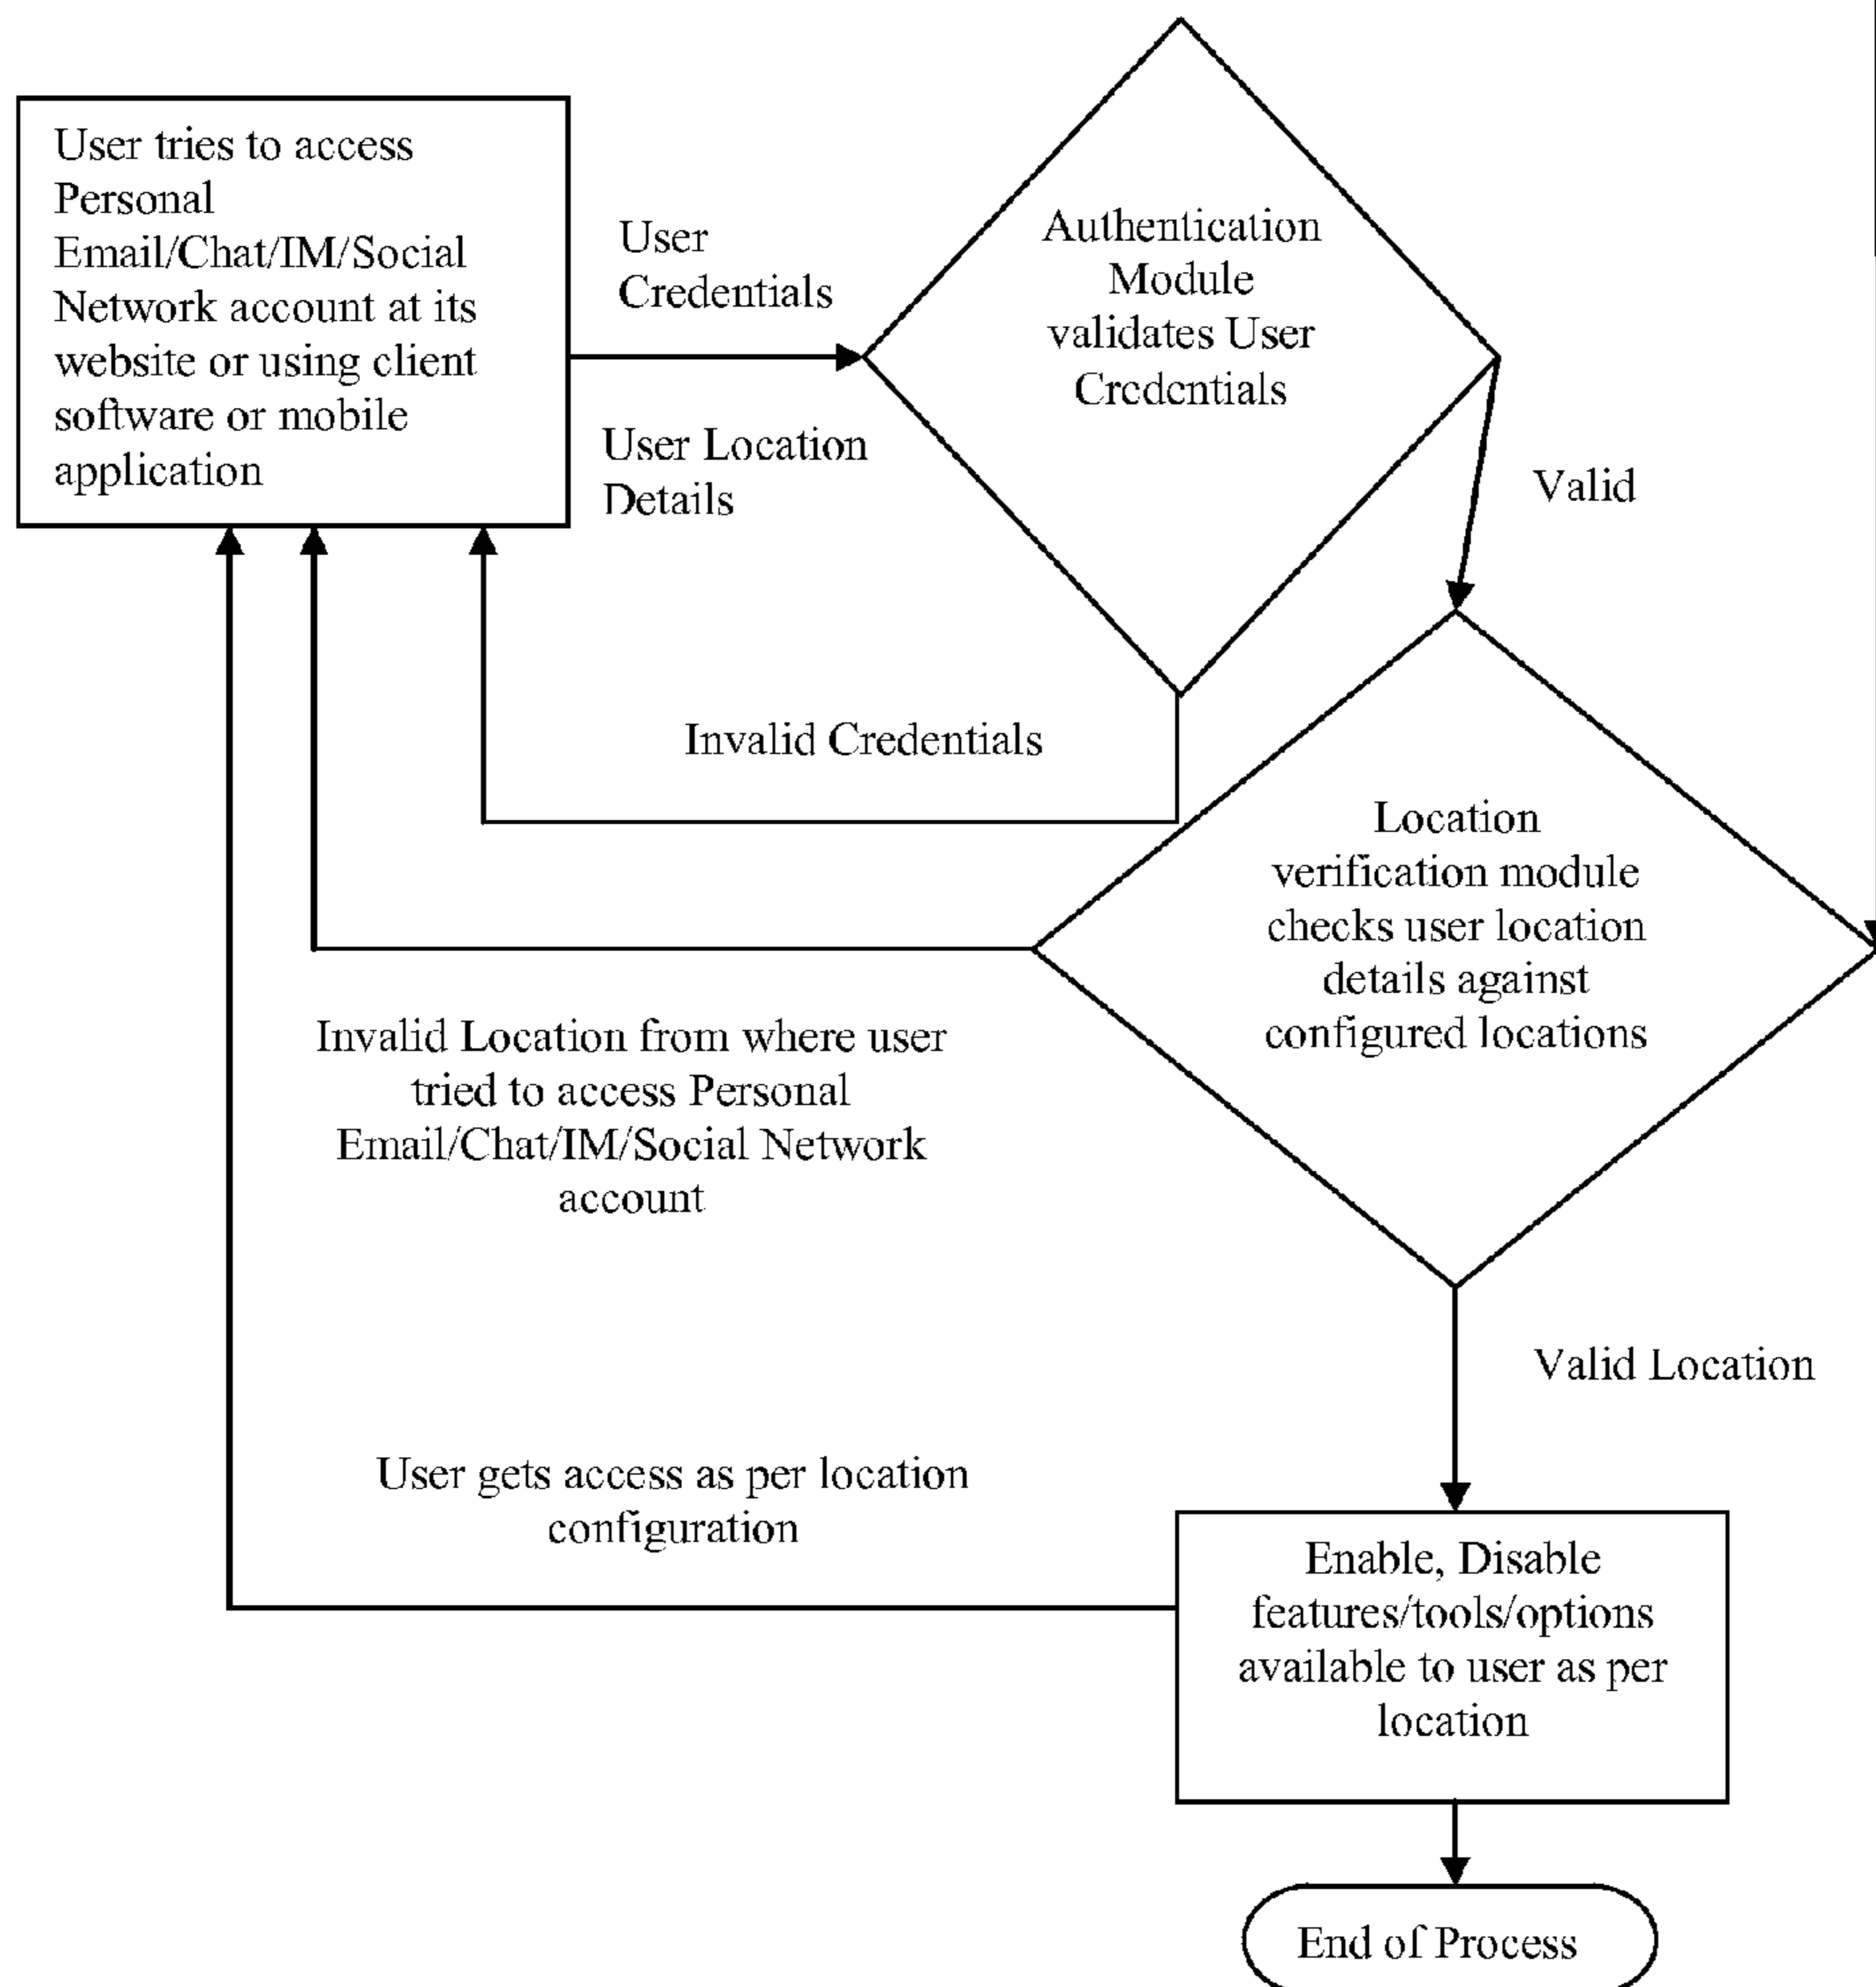 User tries to access
Personal
Email/Chat/IM/Social
Network account at its
website or using client
software or mobile
application
User
Credentials
User Location
Details
Authentication
Module
validates User
Credentials
Valid
Invalid Credentials
Location
verification module
checks user location
details against
configured locations
Invalid Location from where user
tried to access Personal
Email/Chat/IM/Social Network
account
Valid Location
User gets access as per location
configuration
Enable, Disable
features/tools/options
available to user as per
location
End of Process